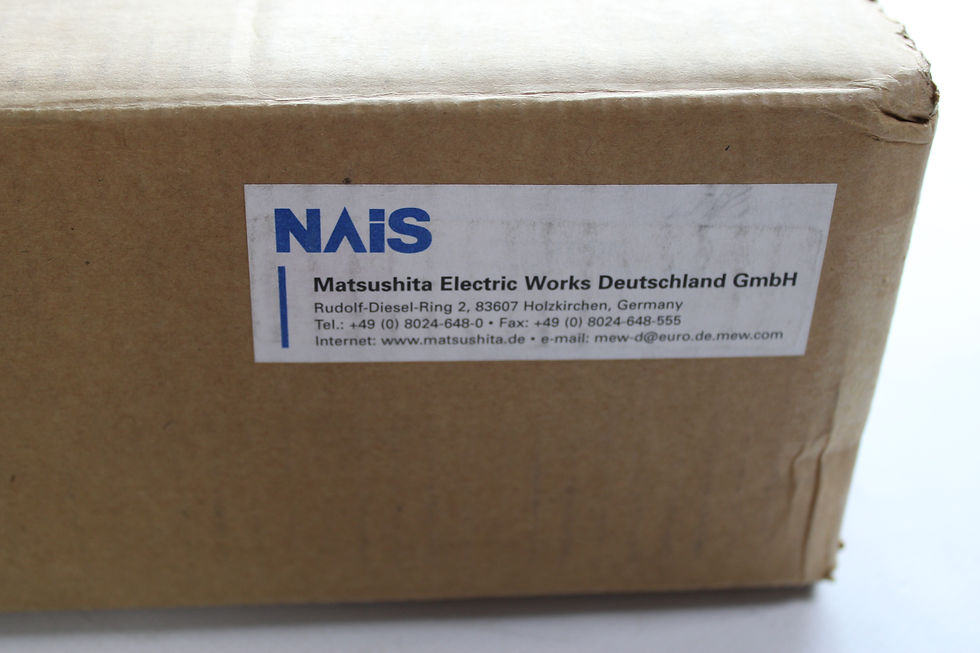 NAiS
Matsushita Electric Works Deutschland GmbH
Rudolf-Diesel-Ring 2, 83607 Holzkirchen, Germany
Tel.: +49 (0) 8024-648-0 • Fax: +49 (0) 8024-648-555
Internet: www.matsushita.de • e-mail: mew-d@euro.de.mew.com